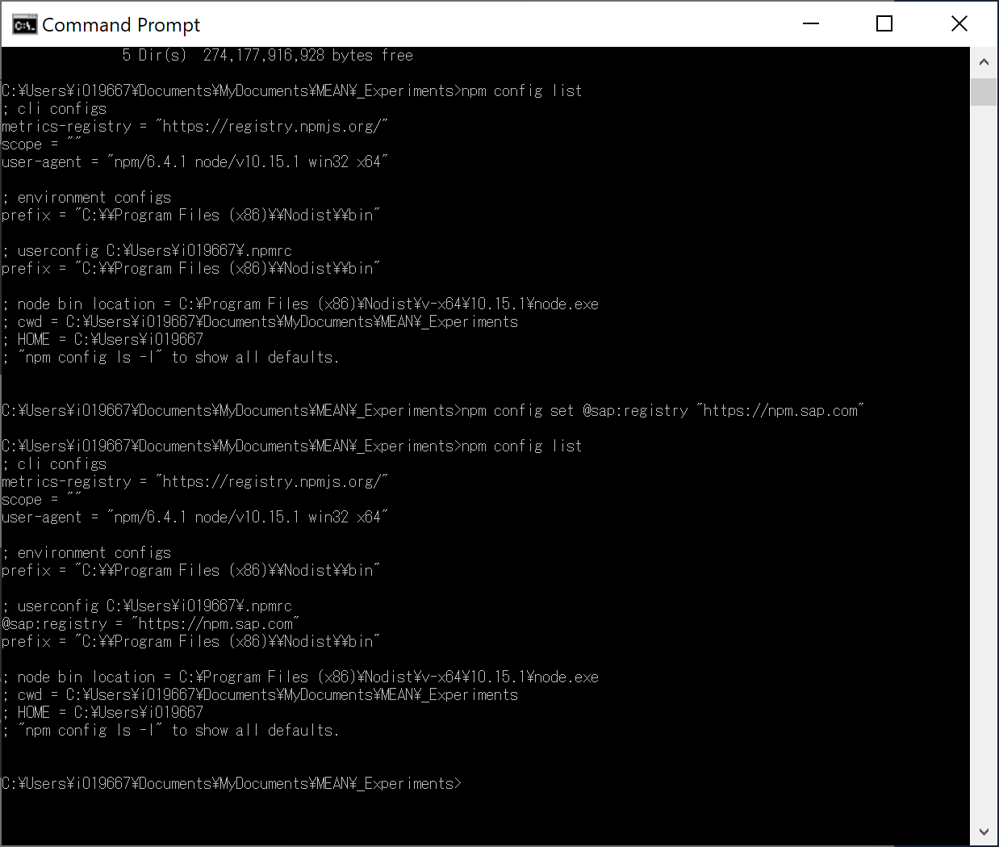 Command Prompt
5 Dir(s)  274,177,916,928 bytes free
C:¥Users¥i019667¥Documents¥MyDocuments¥MEAN¥_Experiments>npm config list
; cli configs
metrics-registry = "https://registry.npmjs.org/"
scope = ""
user-agent = "npm/6.4.1 node/v10.15.1 win32 x64"
; environment configs
prefix = "C:¥¥Program Files (x86)¥¥Nodist¥¥bin"
; userconfig C:¥Users¥i019667¥.npmrc
prefix = "C:¥¥Program Files (x86)¥¥Nodist¥¥bin"
; node bin location = C:¥Program Files (x86)¥Nodist¥v-x64¥10.15.1¥node.exe
; cwd = C:¥Users¥i019667¥Documents¥MyDocuments¥MEAN¥_Experiments
; HOME = C:¥Users¥i019667
; "npm config ls -l" to show all defaults.
C:¥Users¥i019667¥Documents¥MyDocuments¥MEAN¥_Experiments>npm config set @sap:registry "https://npm.sap.com"
C:¥Users¥i019667¥Documents¥MyDocuments¥MEAN¥_Experiments>npm config list
; cli configs
metrics-registry = "https://registry.npmjs.org/"
scope = ""
user-agent = "npm/6.4.1 node/v10.15.1 win32 x64"
; environment configs
prefix = "C:¥¥Program Files (x86)¥¥Nodist¥¥bin"
; userconfig C:¥Users¥i019667¥.npmrc
@sap:registry = "https://npm.sap.com"
prefix = "C:¥¥Program Files (x86)¥¥Nodist¥¥bin"
; node bin location = C:¥Program Files (x86)¥Nodist¥v-x64¥10.15.1¥node.exe
; cwd = C:¥Users¥i019667¥Documents¥MyDocuments¥MEAN¥_Experiments
; HOME = C:¥Users¥i019667
; "npm config ls -l" to show all defaults.
C:¥Users¥i019667¥Documents¥MyDocuments¥MEAN¥_Experiments>